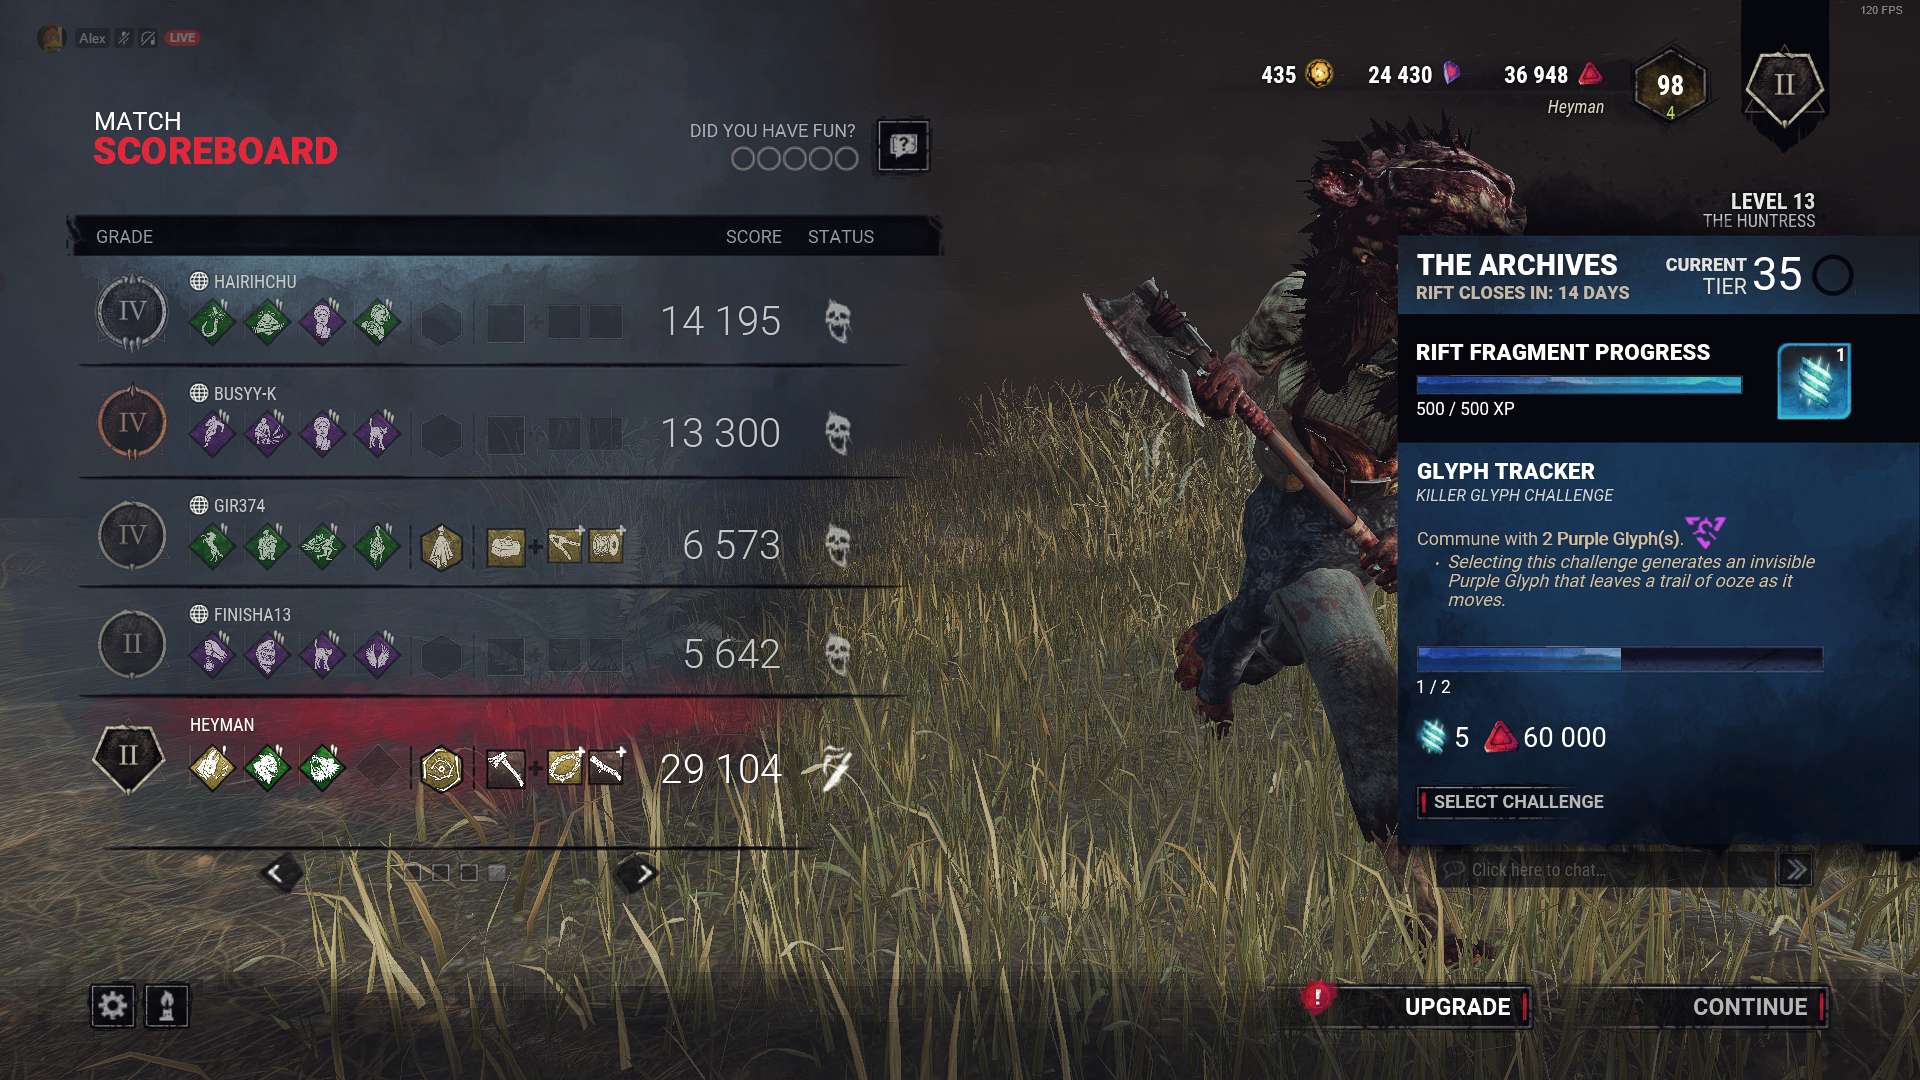 120 FPS
Alex LIVE
435 24 430 36 948 98 II
Heyman 4
MATCH
SCOREBOARD
DID YOU HAVE FUN?
LEVEL 13
THE HUNTRESS
GRADE SCORE STATUS
IV HAIRIHCHU 14 195
IV BUSYY-K 13 300
IV GIR374 6 573
II FINISHA13 5 642
II HEYMAN 29 104
THE ARCHIVES
RIFT CLOSES IN: 14 DAYS
CURRENT
TIER 35
RIFT FRAGMENT PROGRESS
1
500 / 500 XP
GLYPH TRACKER
KILLER GLYPH CHALLENGE
Commune with 2 Purple Glyph(s).
• Selecting this challenge generates an invisible
Purple Glyph that leaves a trail of ooze as it
moves.
1 / 2
5 60 000
SELECT CHALLENGE
Click here to chat...
! UPGRADE
CONTINUE